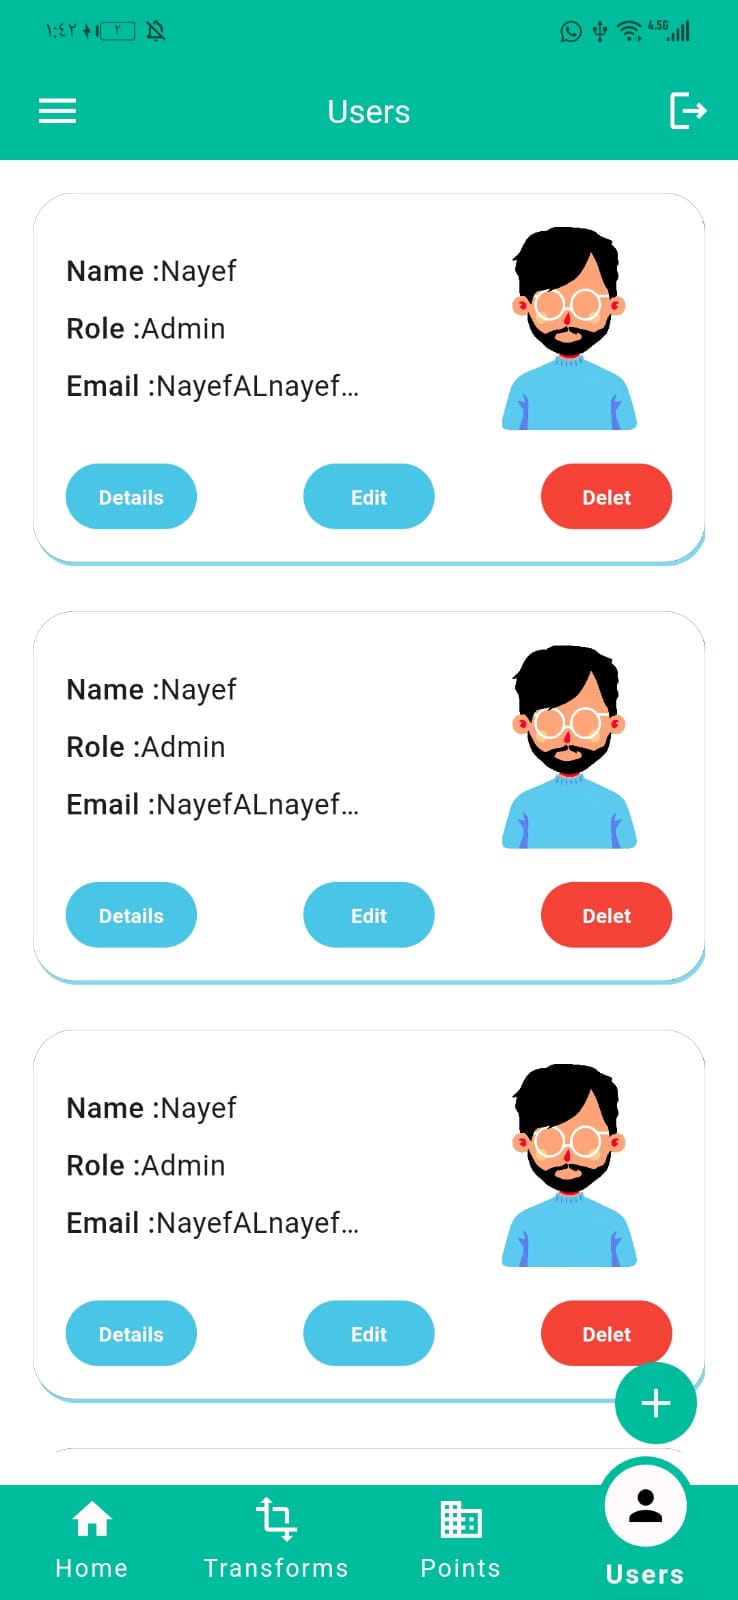 ١:٤٢ ٢ 4.5G
Users
Name :Nayef
Role :Admin
Email :NayefALnayef...
Details Edit Delet
Name :Nayef
Role :Admin
Email :NayefALnayef...
Details Edit Delet
Name :Nayef
Role :Admin
Email :NayefALnayef...
Details Edit Delet
Home Transforms Points Users